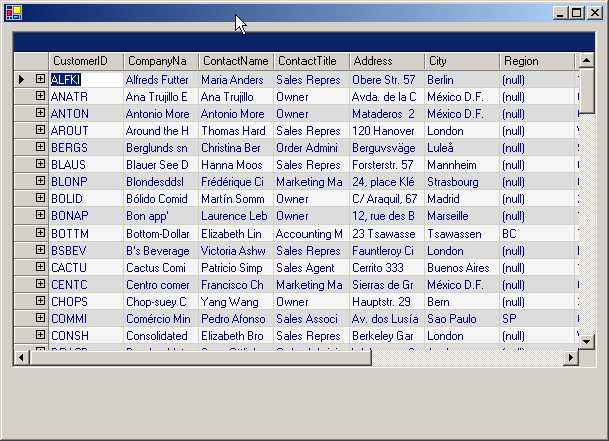 CustomerID CompanyNa ContactName ContactTitle Address City Region
ALFKI Alfreds Futter Maria Anders Sales Repres Obere Str. 57 Berlin (null)
ANATR Ana Trujillo E Ana Trujillo Owner Avda. de la C México D.F. (null)
ANTON Antonio More Antonio More Owner Mataderos 2 México D.F. (null)
AROUT Around the H Thomas Hard Sales Repres 120 Hanover London (null)
BERGS Berglunds sn Christina Ber Order Admini Berguvsväge Luleå (null)
BLAUS Blauer See D Hanna Moos Sales Repres Forsterstr. 57 Mannheim (null)
BLONP Blondesddsl Frédérique Ci Marketing Ma 24, place Klé Strasbourg (null)
BOLID Bólido Comid Martín Somm Owner C/ Araquil, 67 Madrid (null)
BONAP Bon app' Laurence Leb Owner 12, rue des B Marseille (null)
BOTTM Bottom-Dollar Elizabeth Lin Accounting M 23 Tsawasse Tsawassen BC
BSBEV B's Beverage Victoria Ashw Sales Repres Fauntleroy Ci London (null)
CACTU Cactus Comi Patricio Simp Sales Agent Cerrito 333 Buenos Aires (null)
CENTC Centro comer Francisco Ch Marketing Ma Sierras de Gr México D.F. (null)
CHOPS Chop-suey C Yang Wang Owner Hauptstr. 29 Bern (null)
COMMI Comércio Min Pedro Afonso Sales Associ Av. dos Lusía Sao Paulo SP
CONSH Consolidated Elizabeth Bro Sales Repres Berkeley Gar London (null)